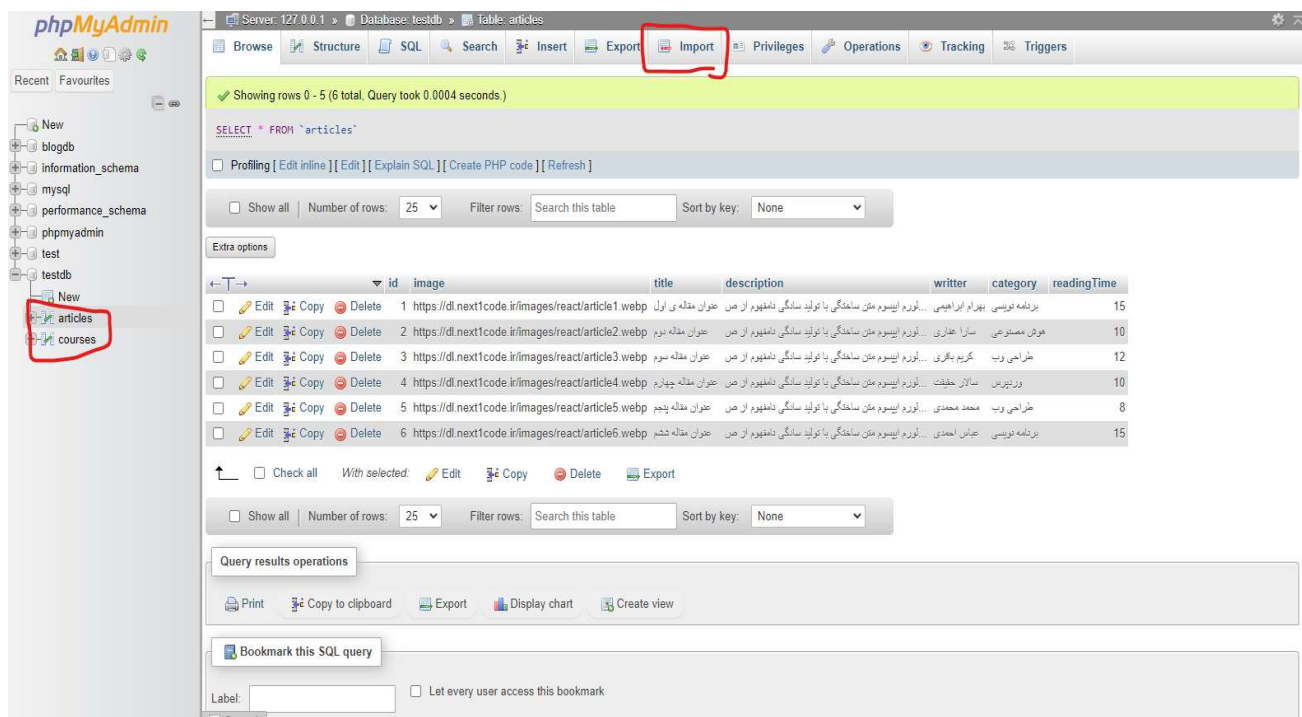 phpMyAdmin
Recent Favourites
New
blogdb
information_schema
mysql
performance_schema
phpmyadmin
test
testdb
New
articles
courses
Server: 127.0.0.1 » Database: testdb » Table: articles
Browse Structure SQL Search Insert Export Import Privileges Operations Tracking Triggers
Showing rows 0 - 5 (6 total, Query took 0.0004 seconds.)
SELECT * FROM `articles`
Profiling [ Edit inline ] [ Edit ] [ Explain SQL ] [ Create PHP code ] [ Refresh ]
Show all | Number of rows: 25 Filter rows: Search this table Sort by key: None
Extra options
id image title description writter category readingTime
Edit Copy Delete 1 https://dl.next1code.ir/images/react/article1.webp عنوان مقاله ی اول لورم ایپسوم متن ساختگی با تولید سادگی نامفهوم از ص... بهرام ابراهیمی برنامه نویسی 15
Edit Copy Delete 2 https://dl.next1code.ir/images/react/article2.webp عنوان مقاله دوم لورم ایپسوم متن ساختگی با تولید سادگی نامفهوم از ص... سارا غفاری هوش مصنوعی 10
Edit Copy Delete 3 https://dl.next1code.ir/images/react/article3.webp عنوان مقاله سوم لورم ایپسوم متن ساختگی با تولید سادگی نامفهوم از ص... کریم باقری طراحی وب 12
Edit Copy Delete 4 https://dl.next1code.ir/images/react/article4.webp عنوان مقاله چهارم لورم ایپسوم متن ساختگی با تولید سادگی نامفهوم از ص... سالار حقیقت وردپرس 10
Edit Copy Delete 5 https://dl.next1code.ir/images/react/article5.webp عنوان مقاله پنجم لورم ایپسوم متن ساختگی با تولید سادگی نامفهوم از ص... محمد محمدی طراحی وب 8
Edit Copy Delete 6 https://dl.next1code.ir/images/react/article6.webp عنوان مقاله ششم لورم ایپسوم متن ساختگی با تولید سادگی نامفهوم از ص... عباس احمدی برنامه نویسی 15
Check all With selected: Edit Copy Delete Export
Show all | Number of rows: 25 Filter rows: Search this table Sort by key: None
Query results operations
Print Copy to clipboard Export Display chart Create view
Bookmark this SQL query
Label: Let every user access this bookmark